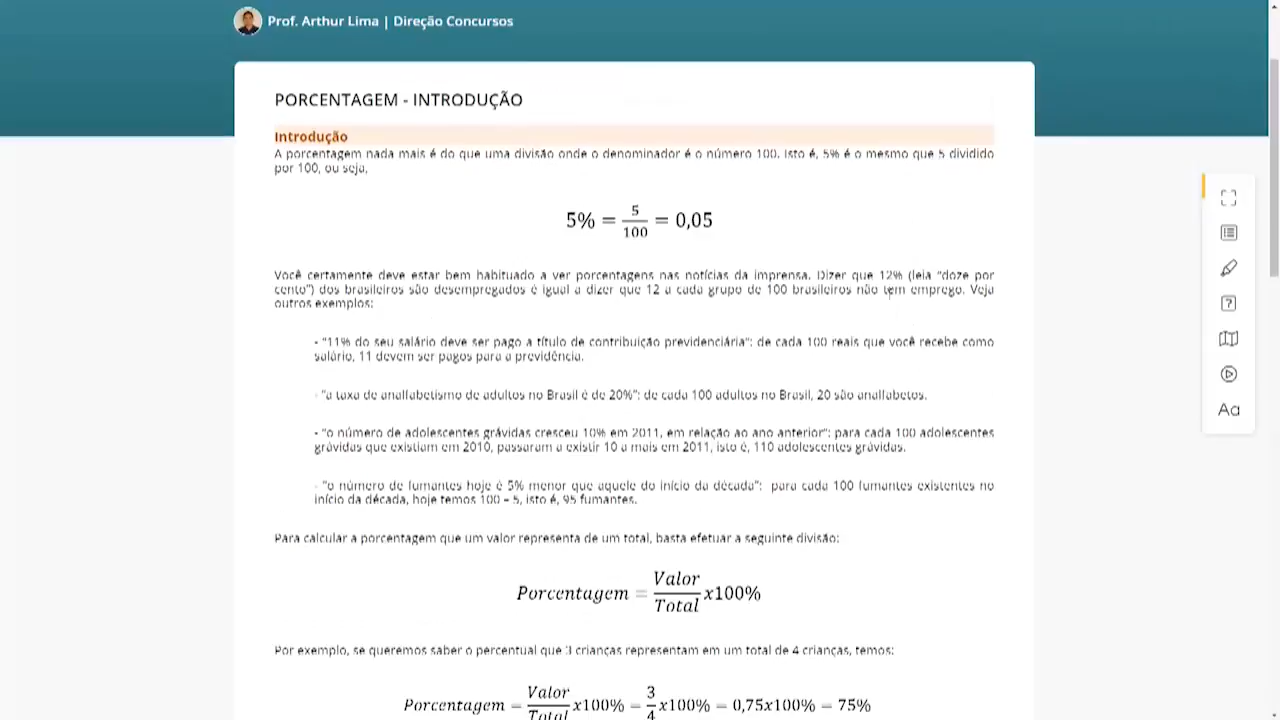 Prof. Arthur Lima | Direção Concursos
PORCENTAGEM - INTRODUÇÃO
Introdução
A porcentagem nada mais é do que uma divisão onde o denominador é o número 100. Isto é, 5% é o mesmo que 5 dividido
por 100, ou seja,
5% = 5/100 = 0,05
Você certamente deve estar bem habituado a ver porcentagens nas notícias da imprensa. Dizer que 12% (leia "doze por
cento") dos brasileiros são desempregados é igual a dizer que 12 a cada grupo de 100 brasileiros não tem emprego. Veja
outros exemplos:
- "11% do seu salário deve ser pago a título de contribuição previdenciária": de cada 100 reais que você recebe como
salário, 11 devem ser pagos para a previdência.
- "a taxa de analfabetismo de adultos no Brasil é de 20%": de cada 100 adultos no Brasil, 20 são analfabetos.
- "o número de adolescentes grávidas cresceu 10% em 2011, em relação ao ano anterior": para cada 100 adolescentes
grávidas que existiam em 2010, passaram a existir 10 a mais em 2011, isto é, 110 adolescentes grávidas.
- "o número de fumantes hoje é 5% menor que aquele do início da década": para cada 100 fumantes existentes no
início da década, hoje temos 100 – 5, isto é, 95 fumantes.
Para calcular a porcentagem que um valor representa de um total, basta efetuar a seguinte divisão:
Porcentagem = Valor/Total x100%
Por exemplo, se queremos saber o percentual que 3 crianças representam em um total de 4 crianças, temos:
Porcentagem = Valor/Total x100% = 3/4 x100% = 0,75x100% = 75%
Aa